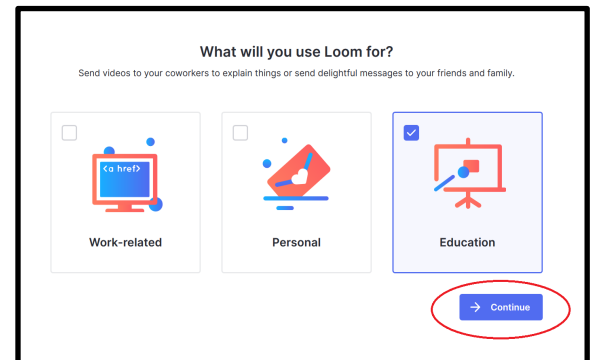 What will you use Loom for?
Send videos to your coworkers to explain things or send delightful messages to your friends and family.
<a href>
Work-related
Personal
Education
Continue